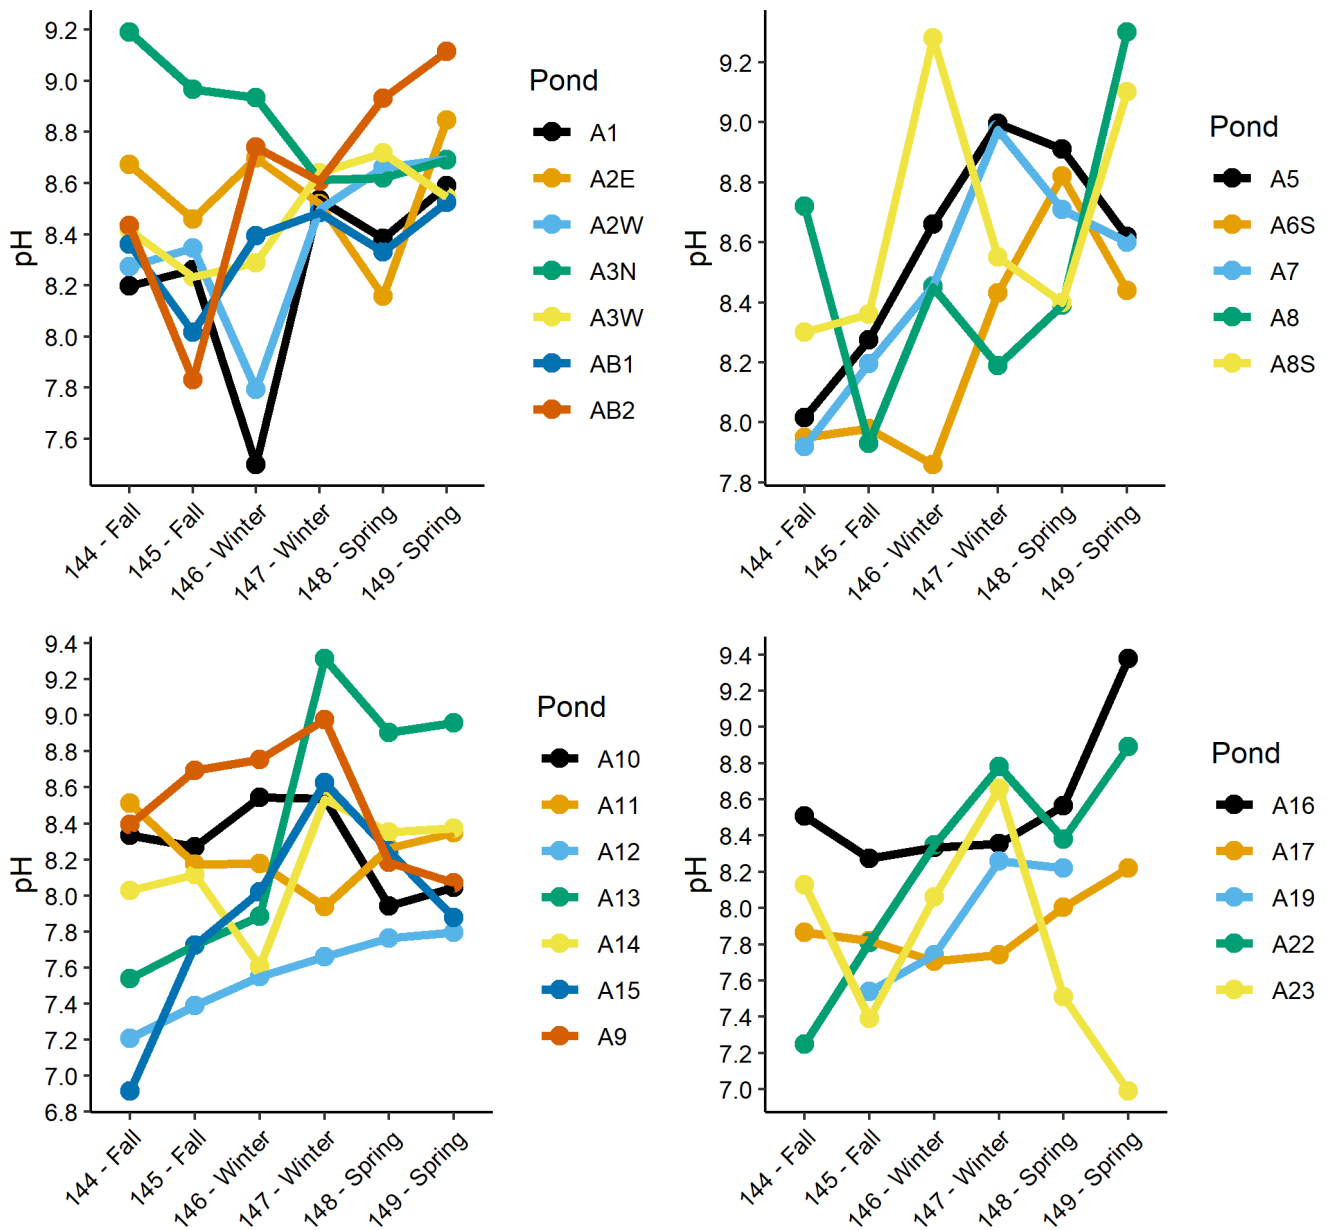 pH
9.2
9.0
8.8
8.6
8.4
8.2
8.0
7.8
7.6
144 - Fall
145 - Fall
146 - Winter
147 - Winter
148 - Spring
149 - Spring
Pond
A1
A2E
A2W
A3N
A3W
AB1
AB2
pH
9.2
9.0
8.8
8.6
8.4
8.2
8.0
7.8
144 - Fall
145 - Fall
146 - Winter
147 - Winter
148 - Spring
149 - Spring
Pond
A5
A6S
A7
A8
A8S
pH
9.4
9.2
9.0
8.8
8.6
8.4
8.2
8.0
7.8
7.6
7.4
7.2
7.0
6.8
144 - Fall
145 - Fall
146 - Winter
147 - Winter
148 - Spring
149 - Spring
Pond
A10
A11
A12
A13
A14
A15
A9
pH
9.4
9.2
9.0
8.8
8.6
8.4
8.2
8.0
7.8
7.6
7.4
7.2
7.0
144 - Fall
145 - Fall
146 - Winter
147 - Winter
148 - Spring
149 - Spring
Pond
A16
A17
A19
A22
A23